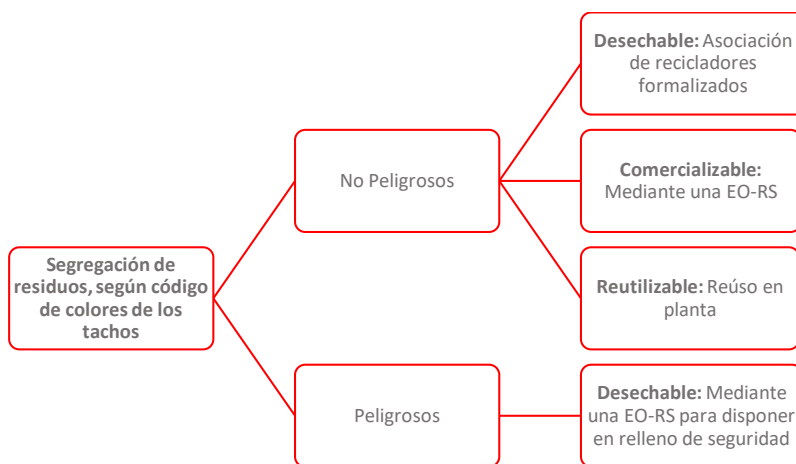 Segregación de
residuos, según código
de colores de los
tachos
No Peligrosos
Peligrosos
Desechable: Asociación
de recicladores
formalizados
Comercializable:
Mediante una EO-RS
Reutilizable: Reúso en
planta
Desechable: Mediante
una EO-RS para disponer
en relleno de seguridad